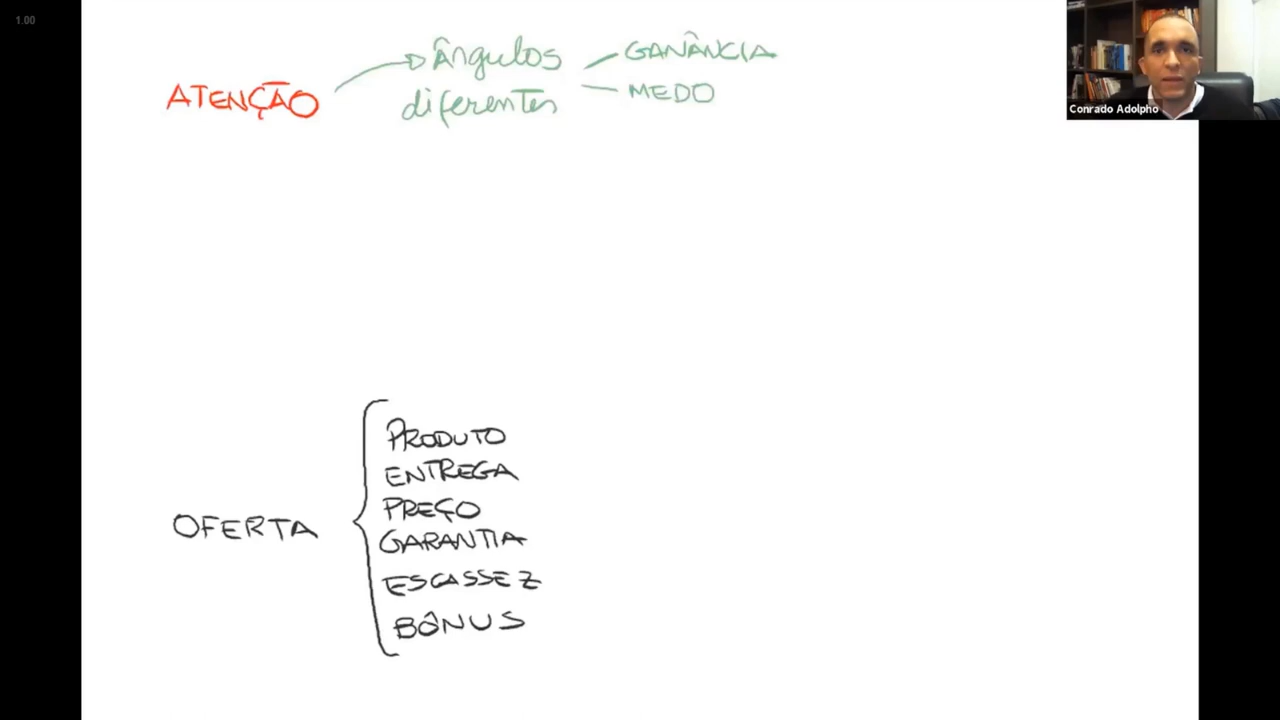 1.00
ATENÇÃO
ângulos
diferentes
GANÂNCIA
MEDO
Conrado Adolpho
OFERTA
PRODUTO
ENTREGA
PREÇO
GARANTIA
ESCASSEZ
BÔNUS